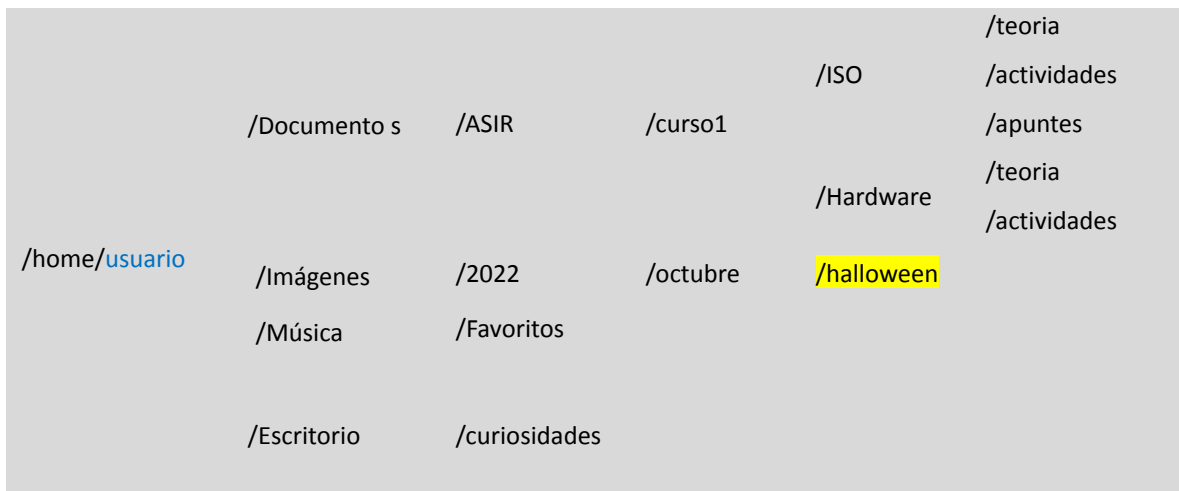 /teoria
/ISO /actividades
/Documento s /ASIR /curso1 /apuntes
/teoria
/Hardware
/actividades
/home/usuario
/Imágenes /2022 /octubre /halloween
/Música /Favoritos
/Escritorio /curiosidades